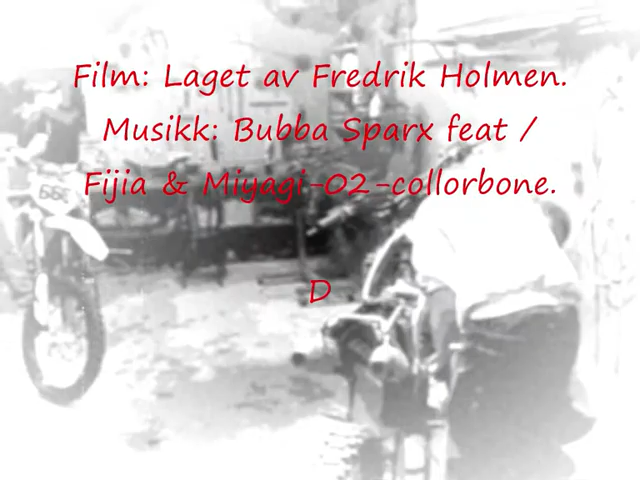 Film: Laget av Fredrik Holmen.
Musikk: Bubba Sparx feat /
Fijia & Miyagi-02-collorbone.
D